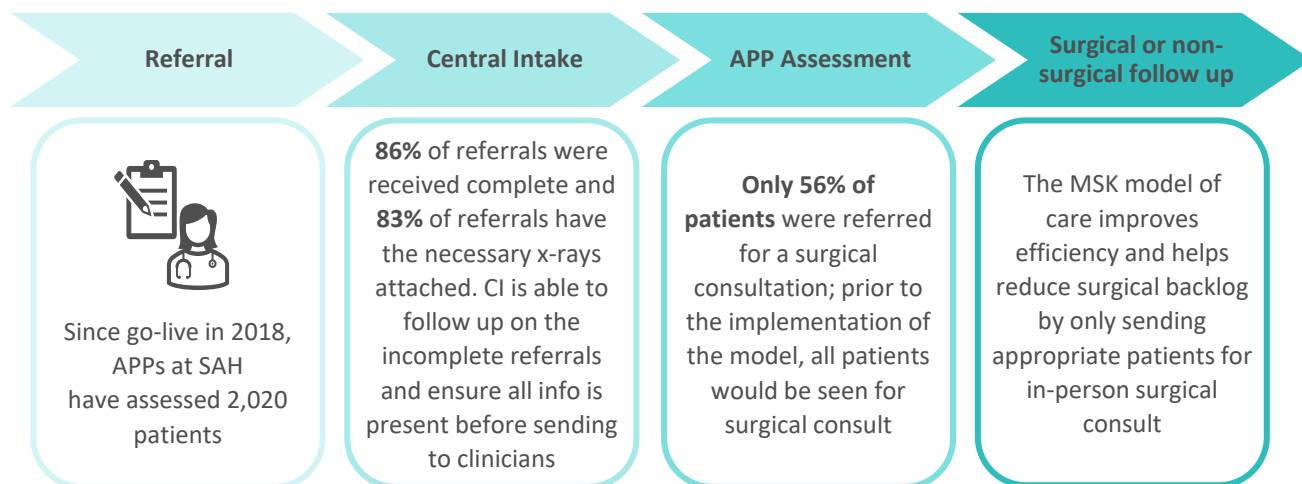 Referral
Central Intake
APP Assessment
Surgical or non-
surgical follow up
Since go-live in 2018,
APPs at SAH
have assessed 2,020
patients
86% of referrals were
received complete and
83% of referrals have
the necessary x-rays
attached. CI is able to
follow up on the
incomplete referrals
and ensure all info is
present before sending
to clinicians
Only 56% of
patients were referred
for a surgical
consultation; prior to
the implementation of
the model, all patients
would be seen for
surgical consult
The MSK model of
care improves
efficiency and helps
reduce surgical backlog
by only sending
appropriate patients for
in-person surgical
consult